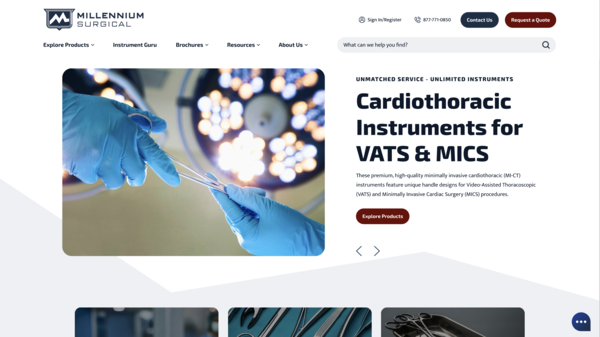 MILLENNIUM
SURGICAL
Sign In/Register
877-771-0850
Contact Us
Request a Quote
Explore Products
Instrument Guru
Brochures
Resources
About Us
What can we help you find?
UNMATCHED SERVICE - UNLIMITED INSTRUMENTS
Cardiothoracic
Instruments for
VATS & MICS
These premium, high-quality minimally invasive cardiothoracic (MI-CT)
instruments feature unique handle designs for Video-Assisted Thoracoscopic
(VATS) and Minimally Invasive Cardiac Surgery (MICS) procedures.
Explore Products